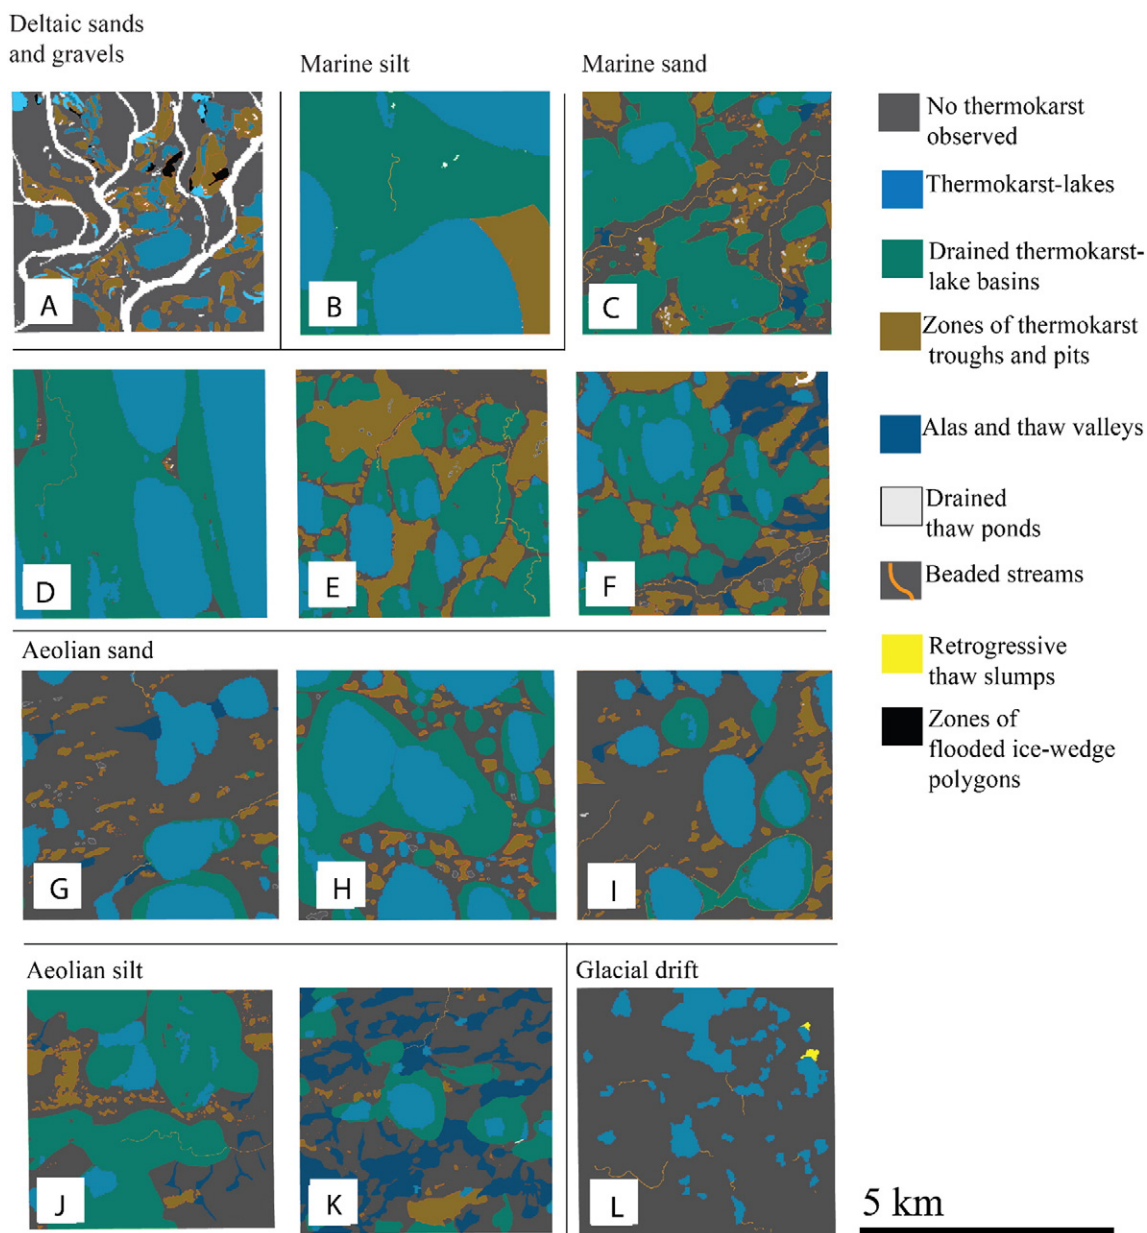 Deltaic sands
and gravels
Marine silt
Marine sand
A
B
C
D
E
F
Aeolian sand
G
H
I
Aeolian silt
Glacial drift
J
K
L
No thermokarst
observed
Thermokarst-lakes
Drained thermokarst-
lake basins
Zones of thermokarst
troughs and pits
Alas and thaw valleys
Drained
thaw ponds
Beaded streams
Retrogressive
thaw slumps
Zones of
flooded ice-wedge
polygons
5 km